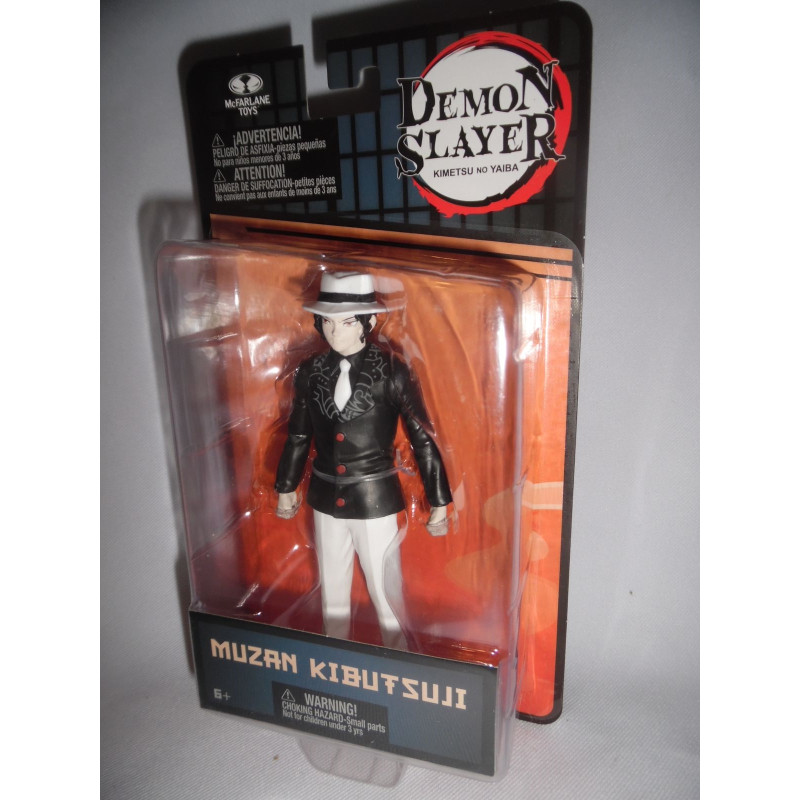 McFARLANE
TOYS
DEMON
SLAYER
KIMETSU NO YAIBA
¡ADVERTENCIA!
PELIGRO DE ASFIXIA-piezas pequeñas
No para niños menores de 3 años
ATTENTION!
DANGER DE SUFFOCATION-petites pièces
Ne convient pas aux enfants de moins de 3 ans
MUZAN KIBUTSUJI
6+
WARNING!
CHOKING HAZARD-Small parts
Not for children under 3 yrs